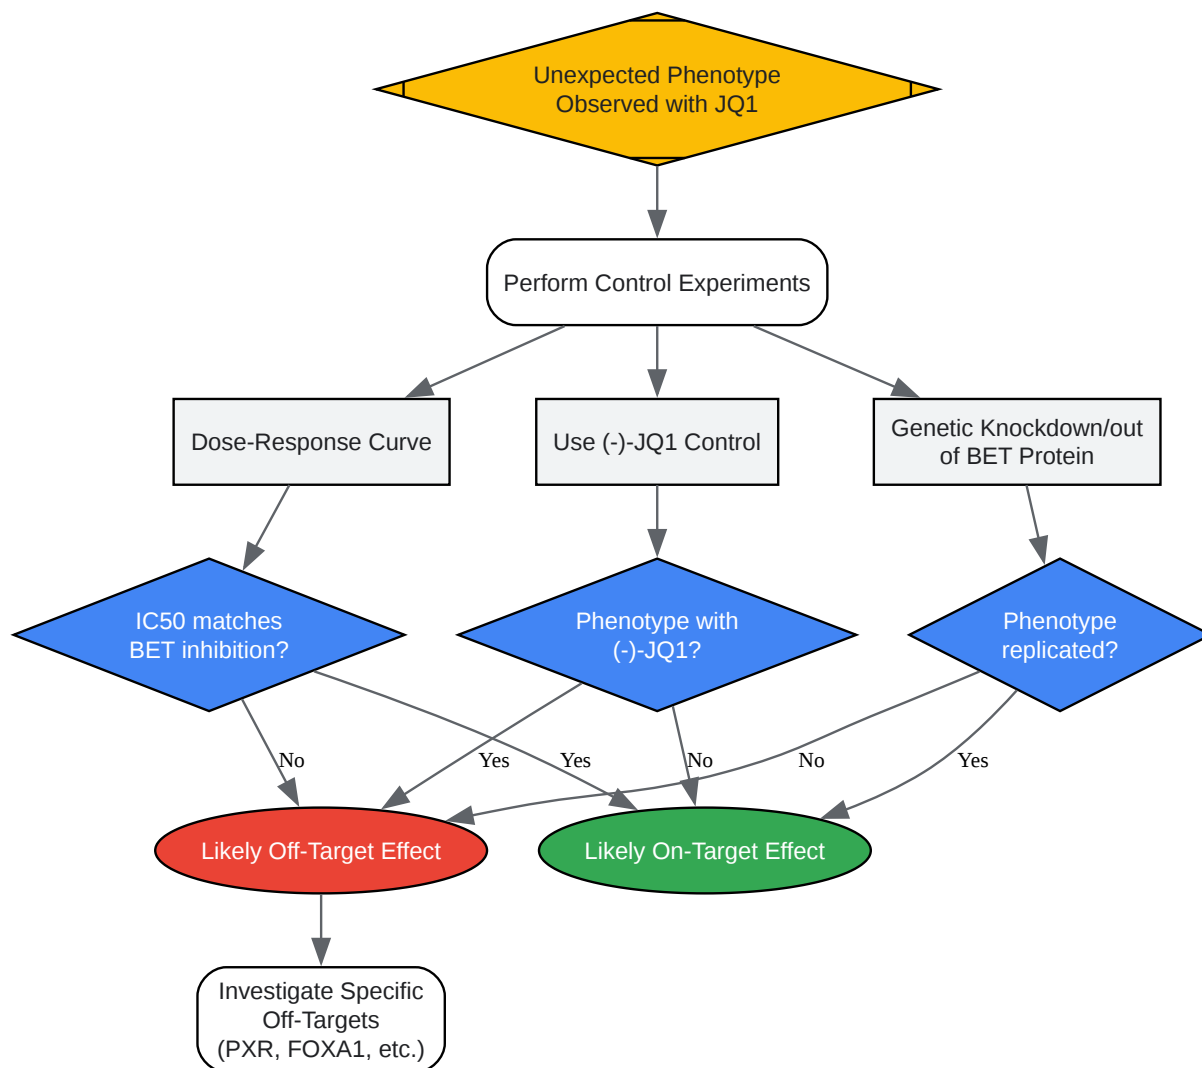 Unexpected Phenotype
Observed with JQ1
Perform Control Experiments
Dose-Response Curve
Use (-)-JQ1 Control
Genetic Knockdown/out
of BET Protein
IC50 matches
BET inhibition?
Phenotype with
(-)-JQ1?
Phenotype
replicated?
No
Yes
Yes
No
No
Yes
Likely Off-Target Effect
Likely On-Target Effect
Investigate Specific
Off-Targets
(PXR, FOXA1, etc.)